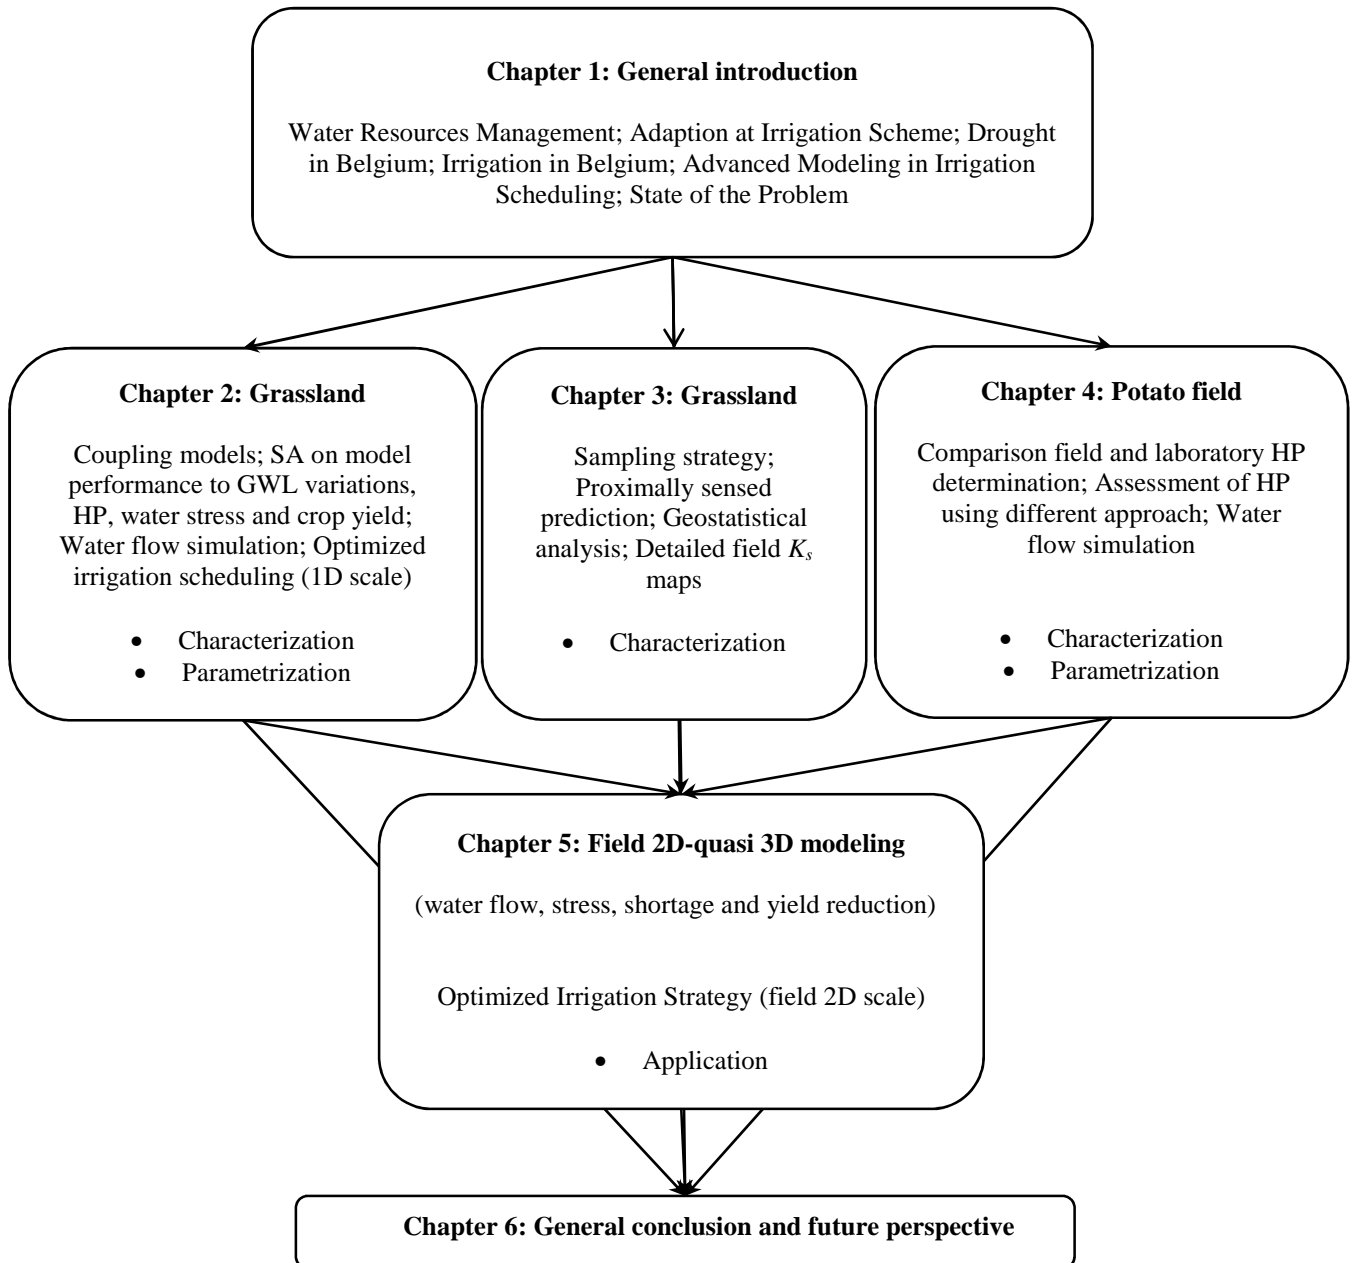 Chapter 1: General introduction
Water Resources Management; Adaption at Irrigation Scheme; Drought
in Belgium; Irrigation in Belgium; Advanced Modeling in Irrigation
Scheduling; State of the Problem
Chapter 2: Grassland
Coupling models; SA on model
performance to GWL variations,
HP, water stress and crop yield;
Water flow simulation; Optimized
irrigation scheduling (1D scale)
• Characterization
• Parametrization
Chapter 3: Grassland
Sampling strategy;
Proximally sensed
prediction; Geostatistical
analysis; Detailed field Ks
maps
• Characterization
Chapter 4: Potato field
Comparison field and laboratory HP
determination; Assessment of HP
using different approach; Water
flow simulation
• Characterization
• Parametrization
Chapter 5: Field 2D-quasi 3D modeling
(water flow, stress, shortage and yield reduction)
Optimized Irrigation Strategy (field 2D scale)
• Application
Chapter 6: General conclusion and future perspective